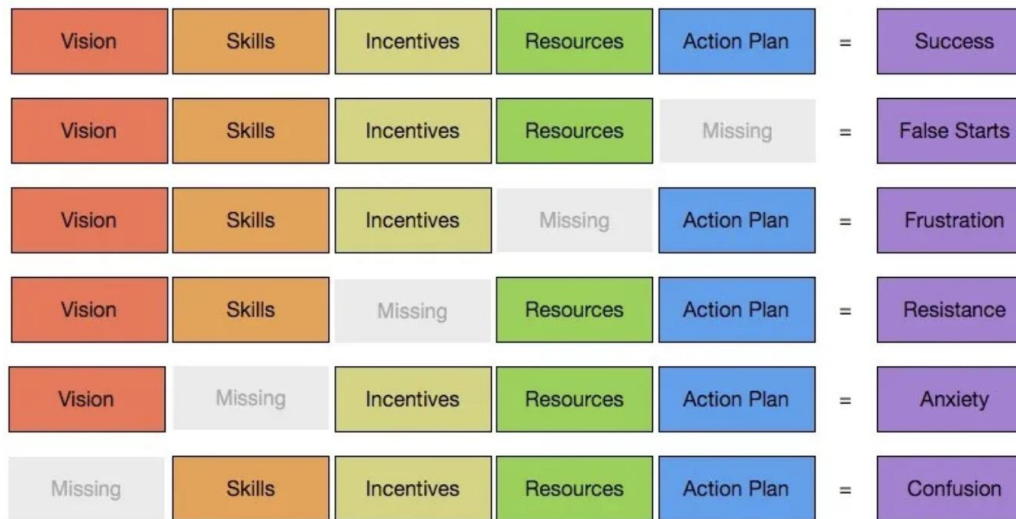 Vision Skills Incentives Resources Action Plan = Success
Vision Skills Incentives Resources Missing = False Starts
Vision Skills Incentives Missing Action Plan = Frustration
Vision Skills Missing Resources Action Plan = Resistance
Vision Missing Incentives Resources Action Plan = Anxiety
Missing Skills Incentives Resources Action Plan = Confusion